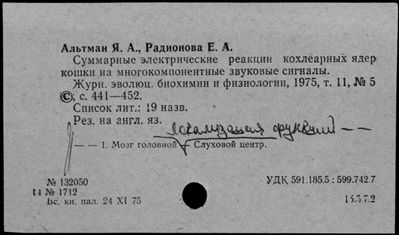 Альтман Я. А., Радионова Е. А.
Суммарные электрические реакции кохлеарных ядер
кошки на многокомпонентные звуковые сигналы.
Журн. эволюц. биохимии и физиологии, 1975, т. 11, № 5
©, с. 441—452.
Список лит.: 19 назв.
Рез. на англ. яз.
локализация функций — —
— — 1. Мозг головной Слуховой центр.
№ 132050 УДК 591.185.5 : 599.742.7
14 № 1712
Вс. кн. пал. 24 XI 75 15.5.7.2